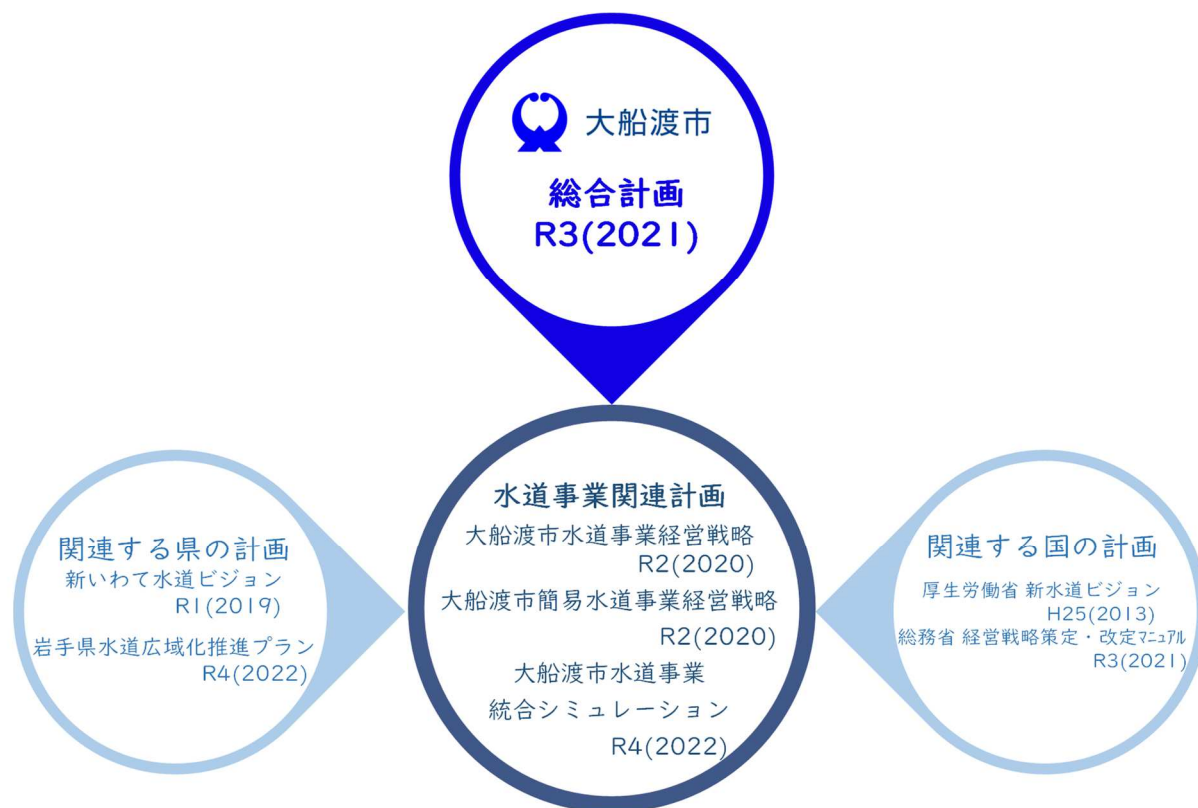 大船渡市
総合計画
R3(2021)
水道事業関連計画
大船渡市水道事業経営戦略
R2(2020)
大船渡市簡易水道事業経営戦略
R2(2020)
大船渡市水道事業
統合シミュレーション
R4(2022)
関連する県の計画
新いわて水道ビジョン
R1(2019)
岩手県水道広域化推進プラン
R4(2022)
関連する国の計画
厚生労働省 新水道ビジョン
H25(2013)
総務省 経営戦略策定・改定マニュアル
R3(2021)